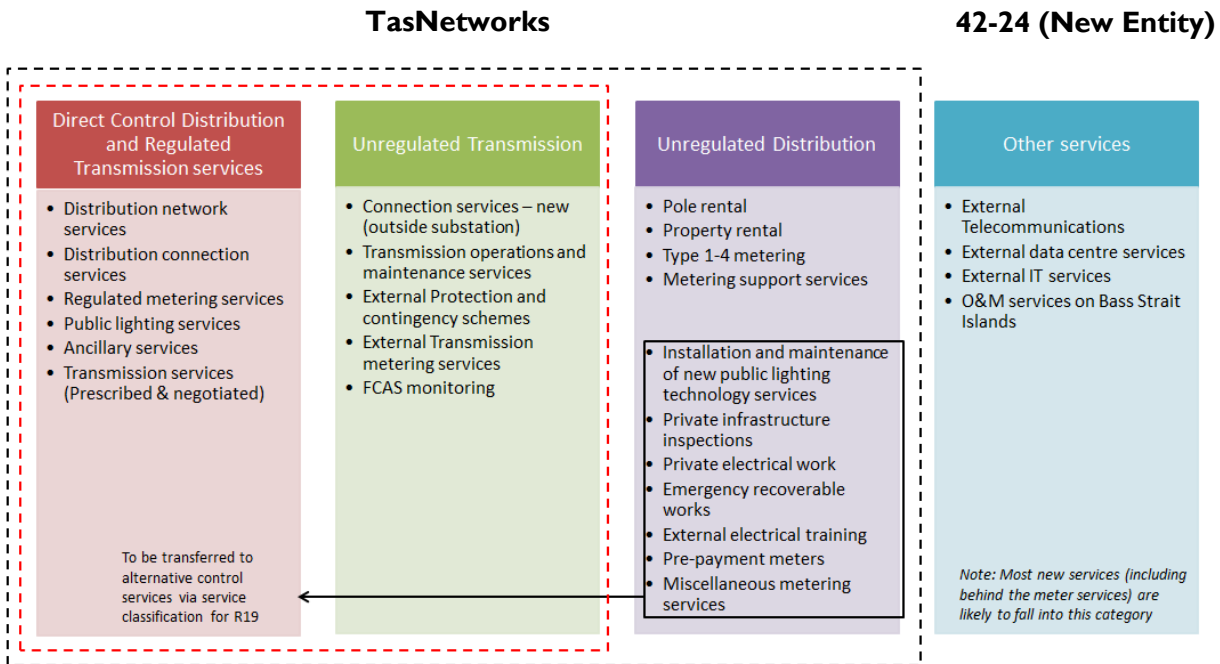 TasNetworks
42-24 (New Entity)
Direct Control Distribution
and Regulated
Transmission services
• Distribution network
services
• Distribution connection
services
• Regulated metering services
• Public lighting services
• Ancillary services
• Transmission services
(Prescribed & negotiated)
To be transferred to
alternative control
services via service
classification for R19
Unregulated Transmission
• Connection services – new
(outside substation)
• Transmission operations and
maintenance services
• External Protection and
contingency schemes
• External Transmission
metering services
• FCAS monitoring
Unregulated Distribution
• Pole rental
• Property rental
• Type 1-4 metering
• Metering support services
• Installation and maintenance
of new public lighting
technology services
• Private infrastructure
inspections
• Private electrical work
• Emergency recoverable
works
• External electrical training
• Pre-payment meters
• Miscellaneous metering
services
Other services
• External
Telecommunications
• External data centre services
• External IT services
• O&M services on Bass Strait
Islands
Note: Most new services (including
behind the meter services) are
likely to fall into this category